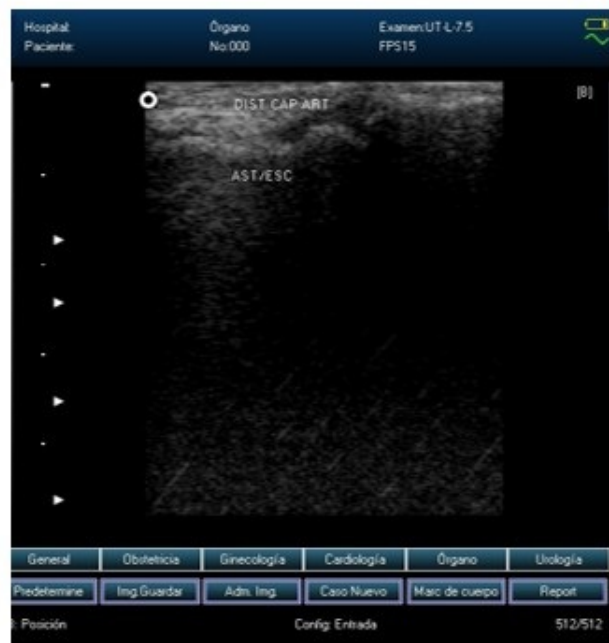 Hospital: Órgano Examen:UT-L-7.5
Paciente: No:000 FPS15
[B]
DIST CAP ART
AST/ESC
General Obstetricia Ginecología Cardiología Órgano Urología
Predetermine Img.Guardar Adm. Img. Caso Nuevo Marc de cuerpo Report
: Posición Config: Entrada 512/512